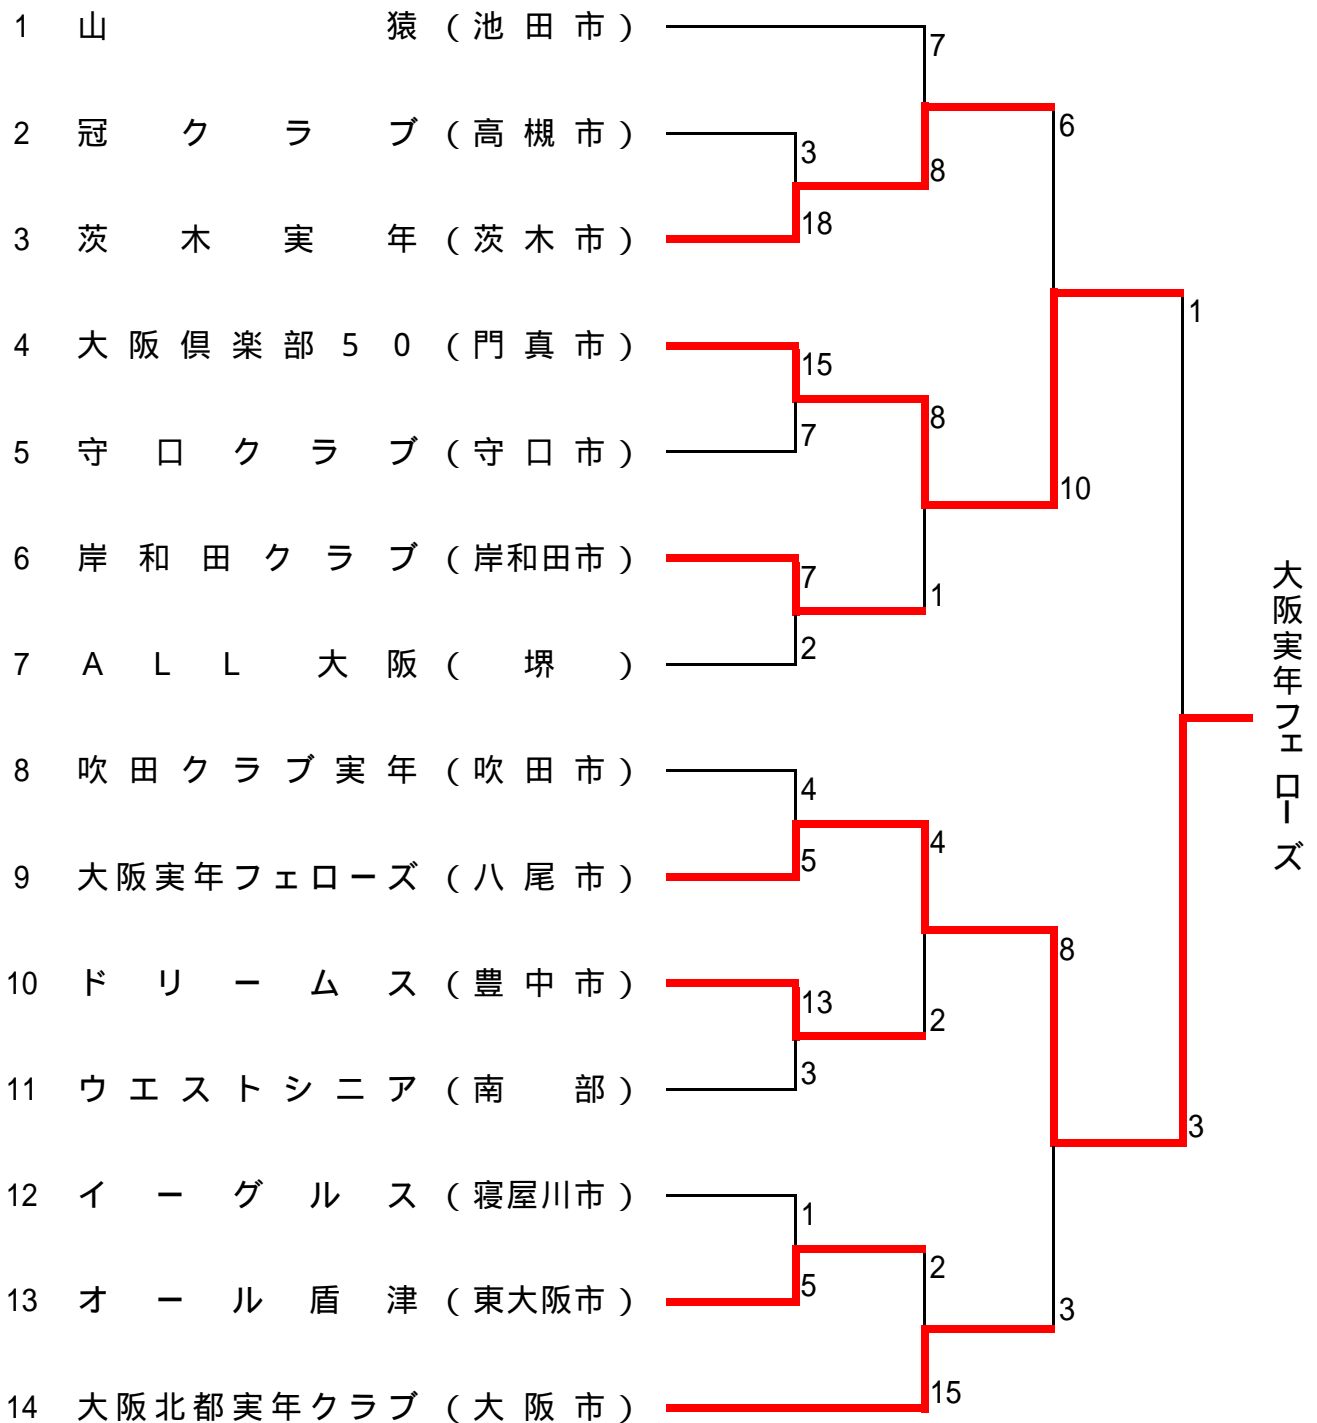 1 山猿（池田市）
7
2 冠クラブ（高槻市）
6
3
8
18
3 茨木実年（茨木市）
1
4 大阪倶楽部５０（門真市）
15
8
7
5 守口クラブ（守口市）
10
6 岸和田クラブ（岸和田市）
7
1
2
7 ＡＬＬ大阪（堺）
大阪実年フェローズ
8 吹田クラブ実年（吹田市）
4
4
5
9 大阪実年フェローズ（八尾市）
8
10 ドリームス（豊中市）
13
2
3
11 ウエストシニア（南部）
3
12 イーグルス（寝屋川市）
1
2
5
13 オール盾津（東大阪市）
3
15
14 大阪北都実年クラブ（大阪市）